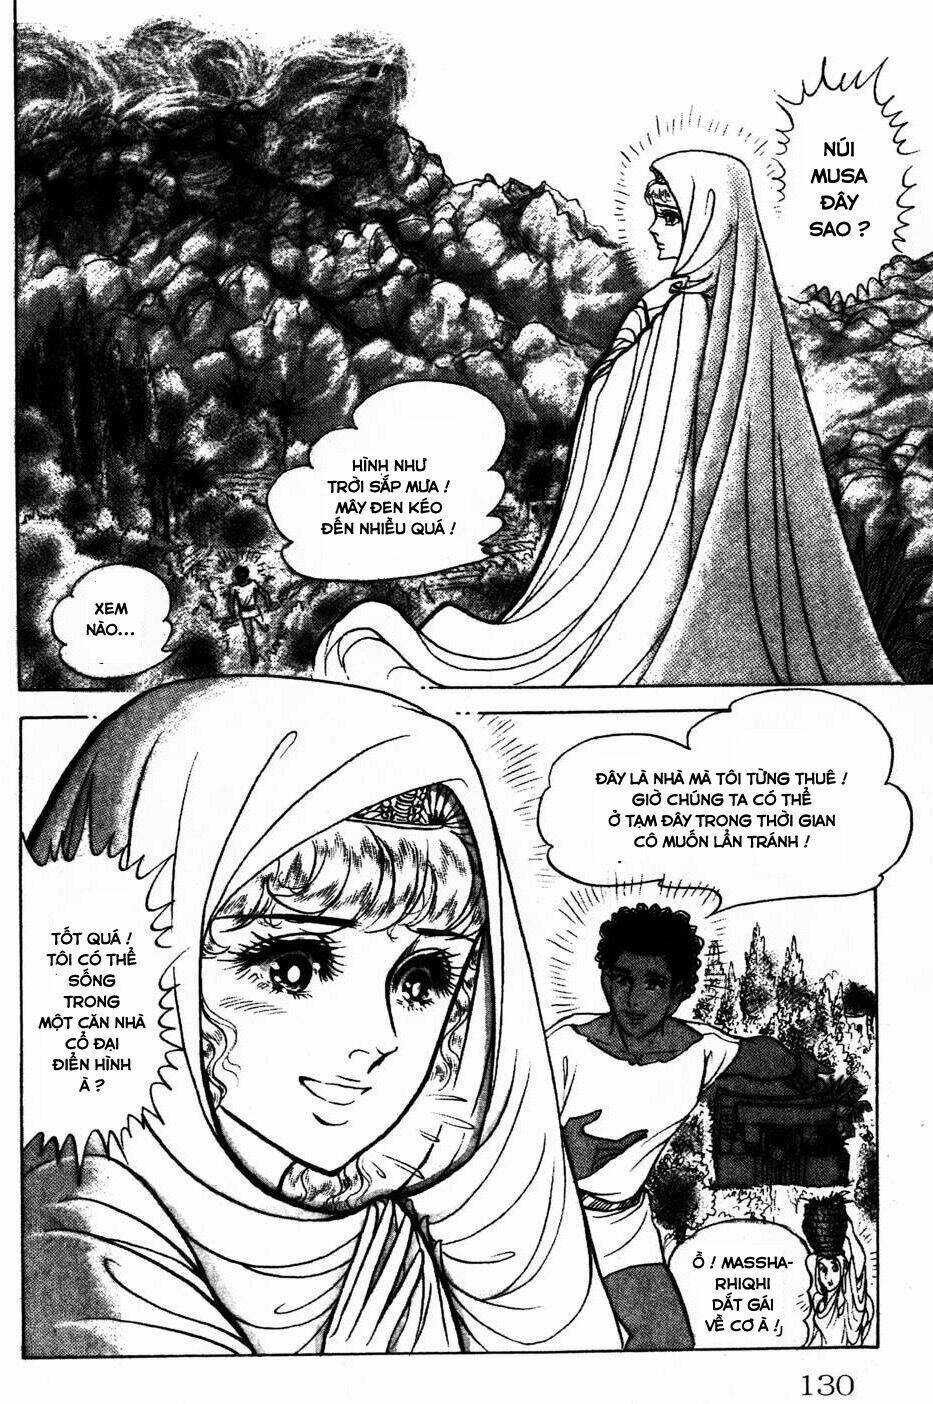 NÚI
MUSA
ĐÂY
SAO ?
HÌNH NHƯ
TRỜI SẮP MƯA !
MÂY ĐEN KÉO
ĐẾN NHIỀU QUÁ !
XEM
NÀO...
ĐÂY LÀ NHÀ MÀ TÔI TỪNG THUÊ !
GIỜ CHÚNG TA CÓ THỂ
Ở TẠM ĐÂY TRONG THỜI GIAN
CÔ MUỐN LẨN TRÁNH !
TỐT QUÁ !
TÔI CÓ THỂ
SỐNG
TRONG
MỘT CĂN NHÀ
CỔ ĐẠI
ĐIỂN HÌNH
À ?
Ồ ! MASSHA-
RHIQHI
DẮT GÁI
VỀ CƠ À !
130